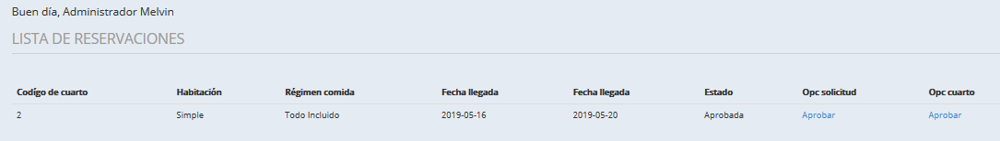 Buen día, Administrador Melvin
LISTA DE RESERVACIONES
Codígo de cuarto Habitación Régimen comida Fecha llegada Fecha llegada Estado Opc solicitud Opc cuarto
2 Simple Todo Incluido 2019-05-16 2019-05-20 Aprobada Aprobar Aprobar